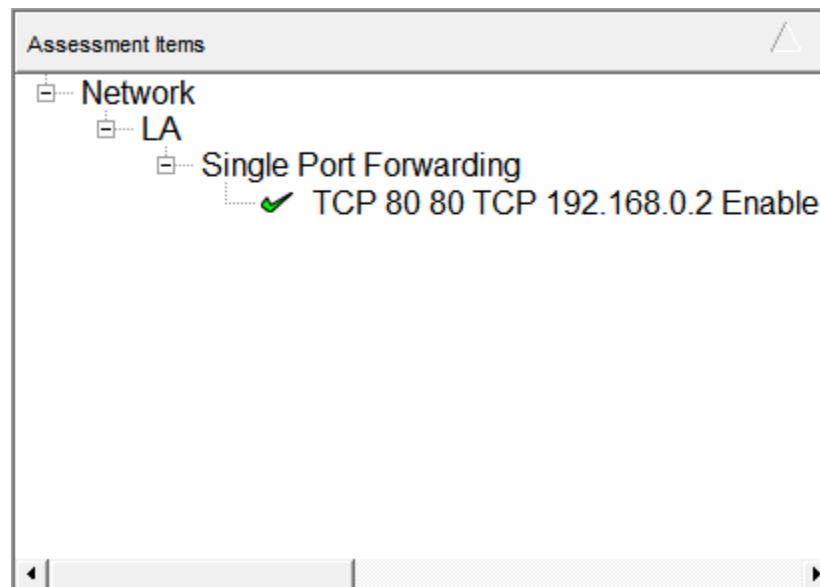 Assessment Items
Network
LA
Single Port Forwarding
TCP 80 80 TCP 192.168.0.2 Enable